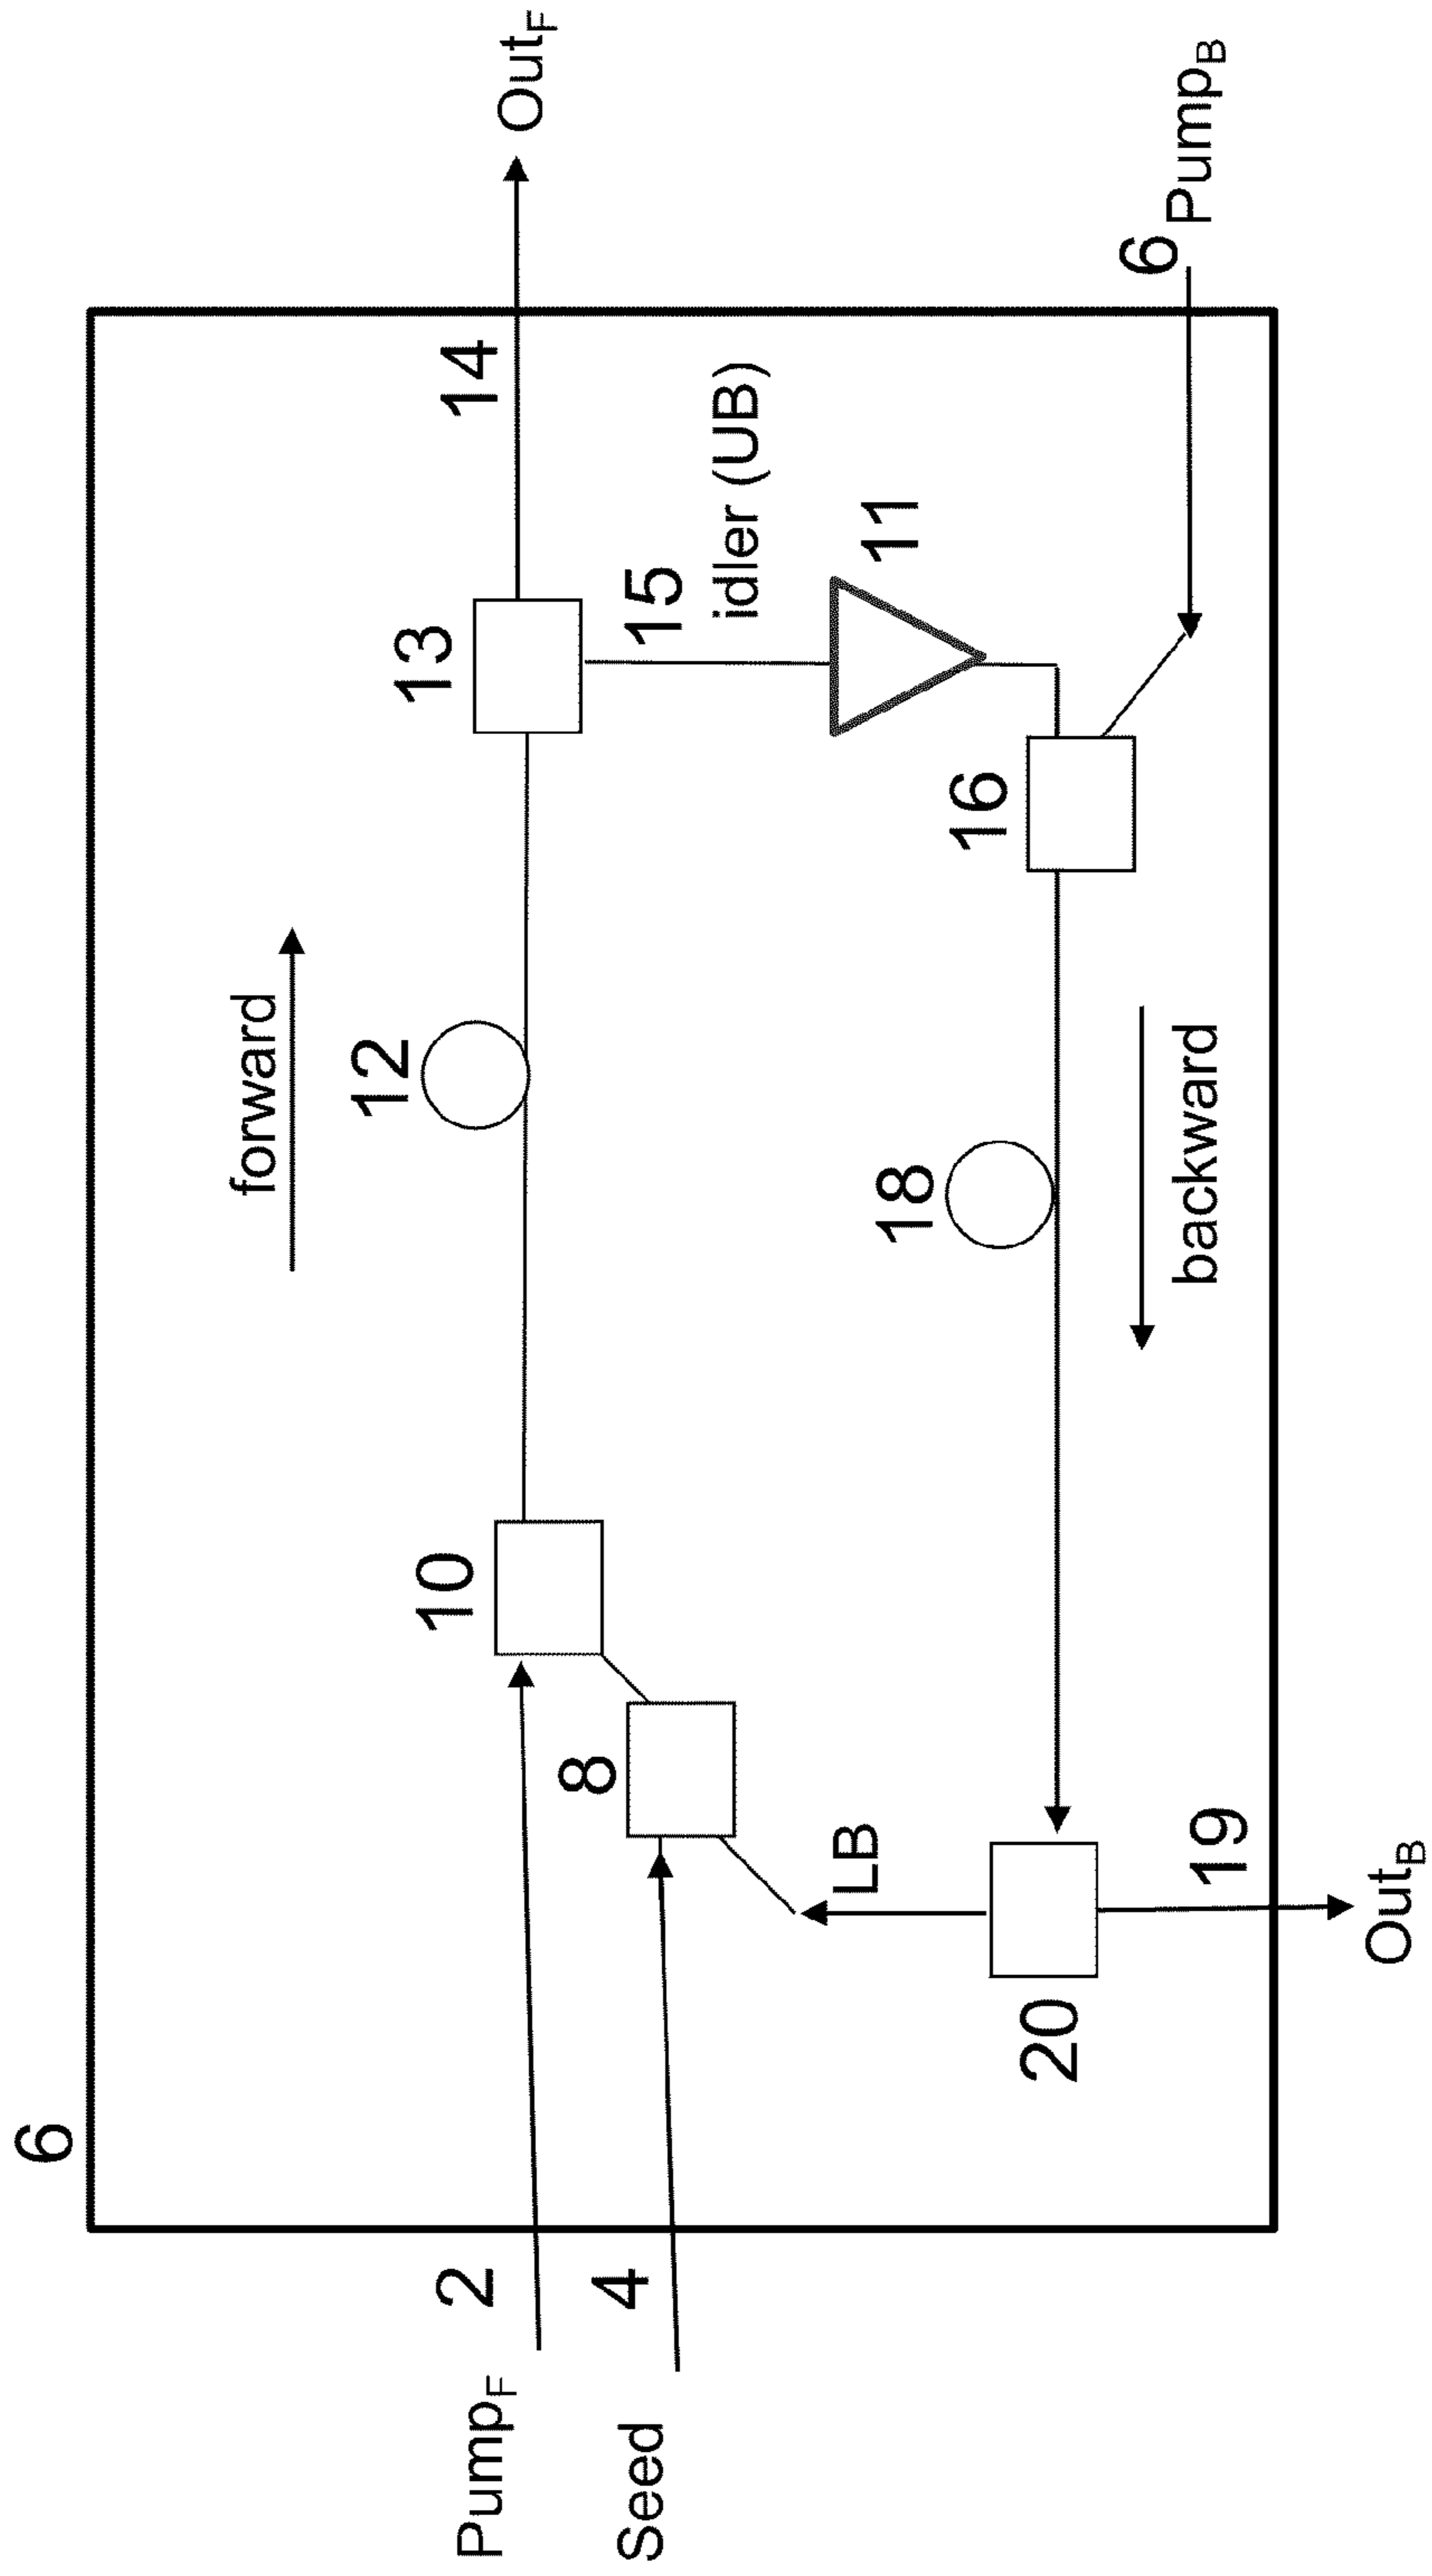 6
forward
Pump_F
2
10
12
13
14
Out_F
Seed
4
8
15
idler (UB)
LB
18
11
16
20
19
backward
6
Pump_B
Out_B